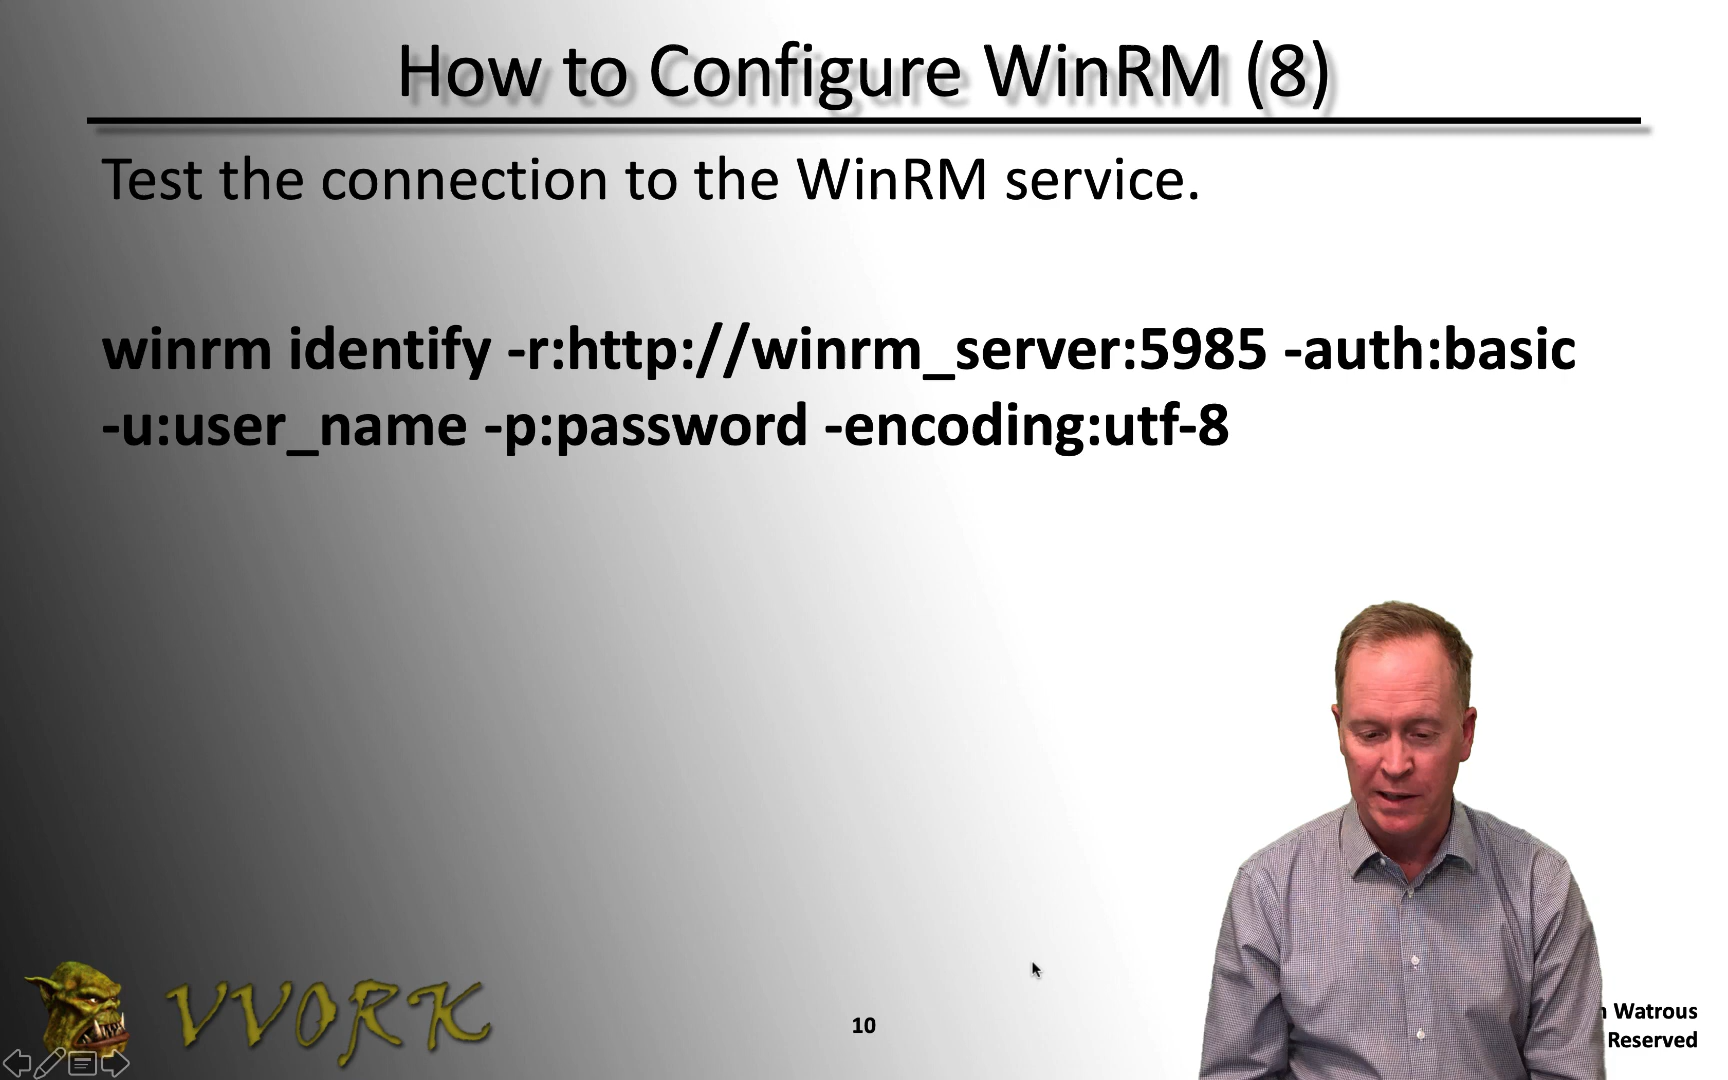 How to Configure WinRM (8)
Test the connection to the WinRM service.
winrm identify -r:http://winrm_server:5985 -auth:basic
-u:user_name -p:password -encoding:utf-8
VVORK
10
Watrous
Reserved